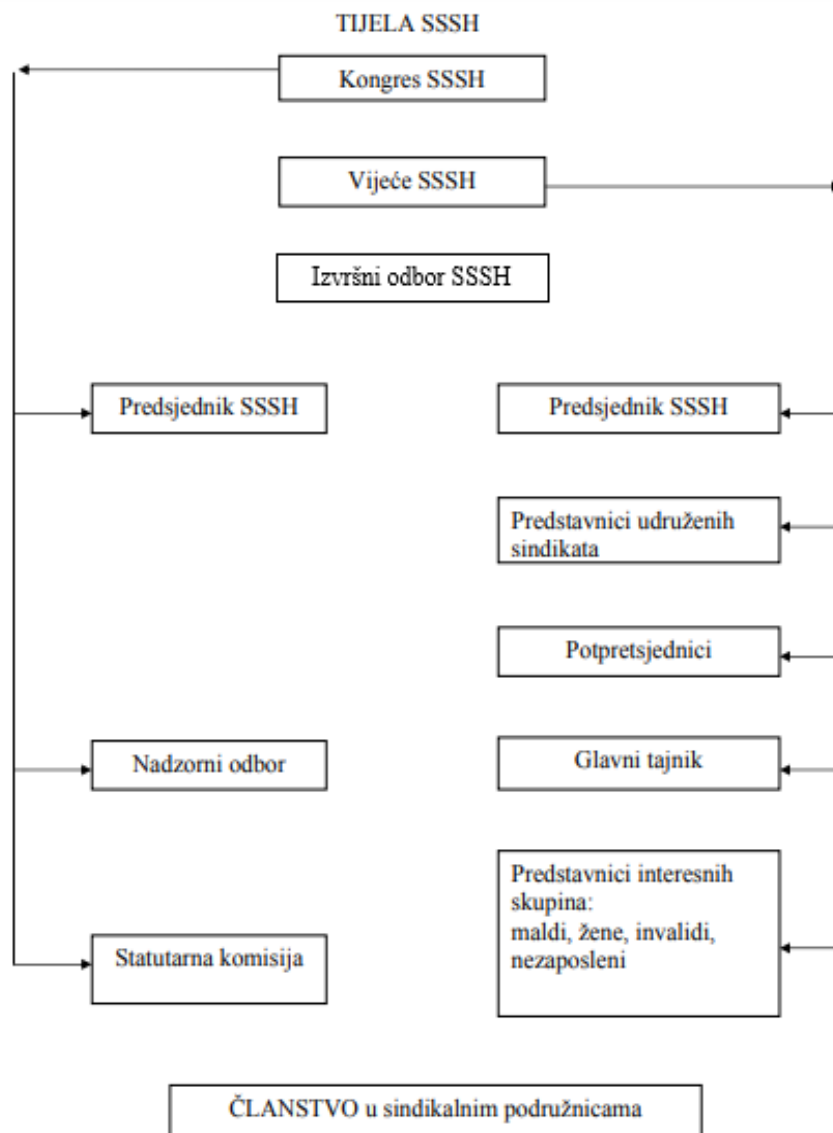 TIJELA SSSH
Kongres SSSH
Vijeće SSSH
Izvršni odbor SSSH
Predsjednik SSSH
Predsjednik SSSH
Predstavnici udruženih
sindikata
Potpretsjednici
Nadzorni odbor
Glavni tajnik
Predstavnici interesnih
skupina:
maldi, žene, invalidi,
nezaposleni
Statutarna komisija
ČLANSTVO u sindikalnim podružnicama